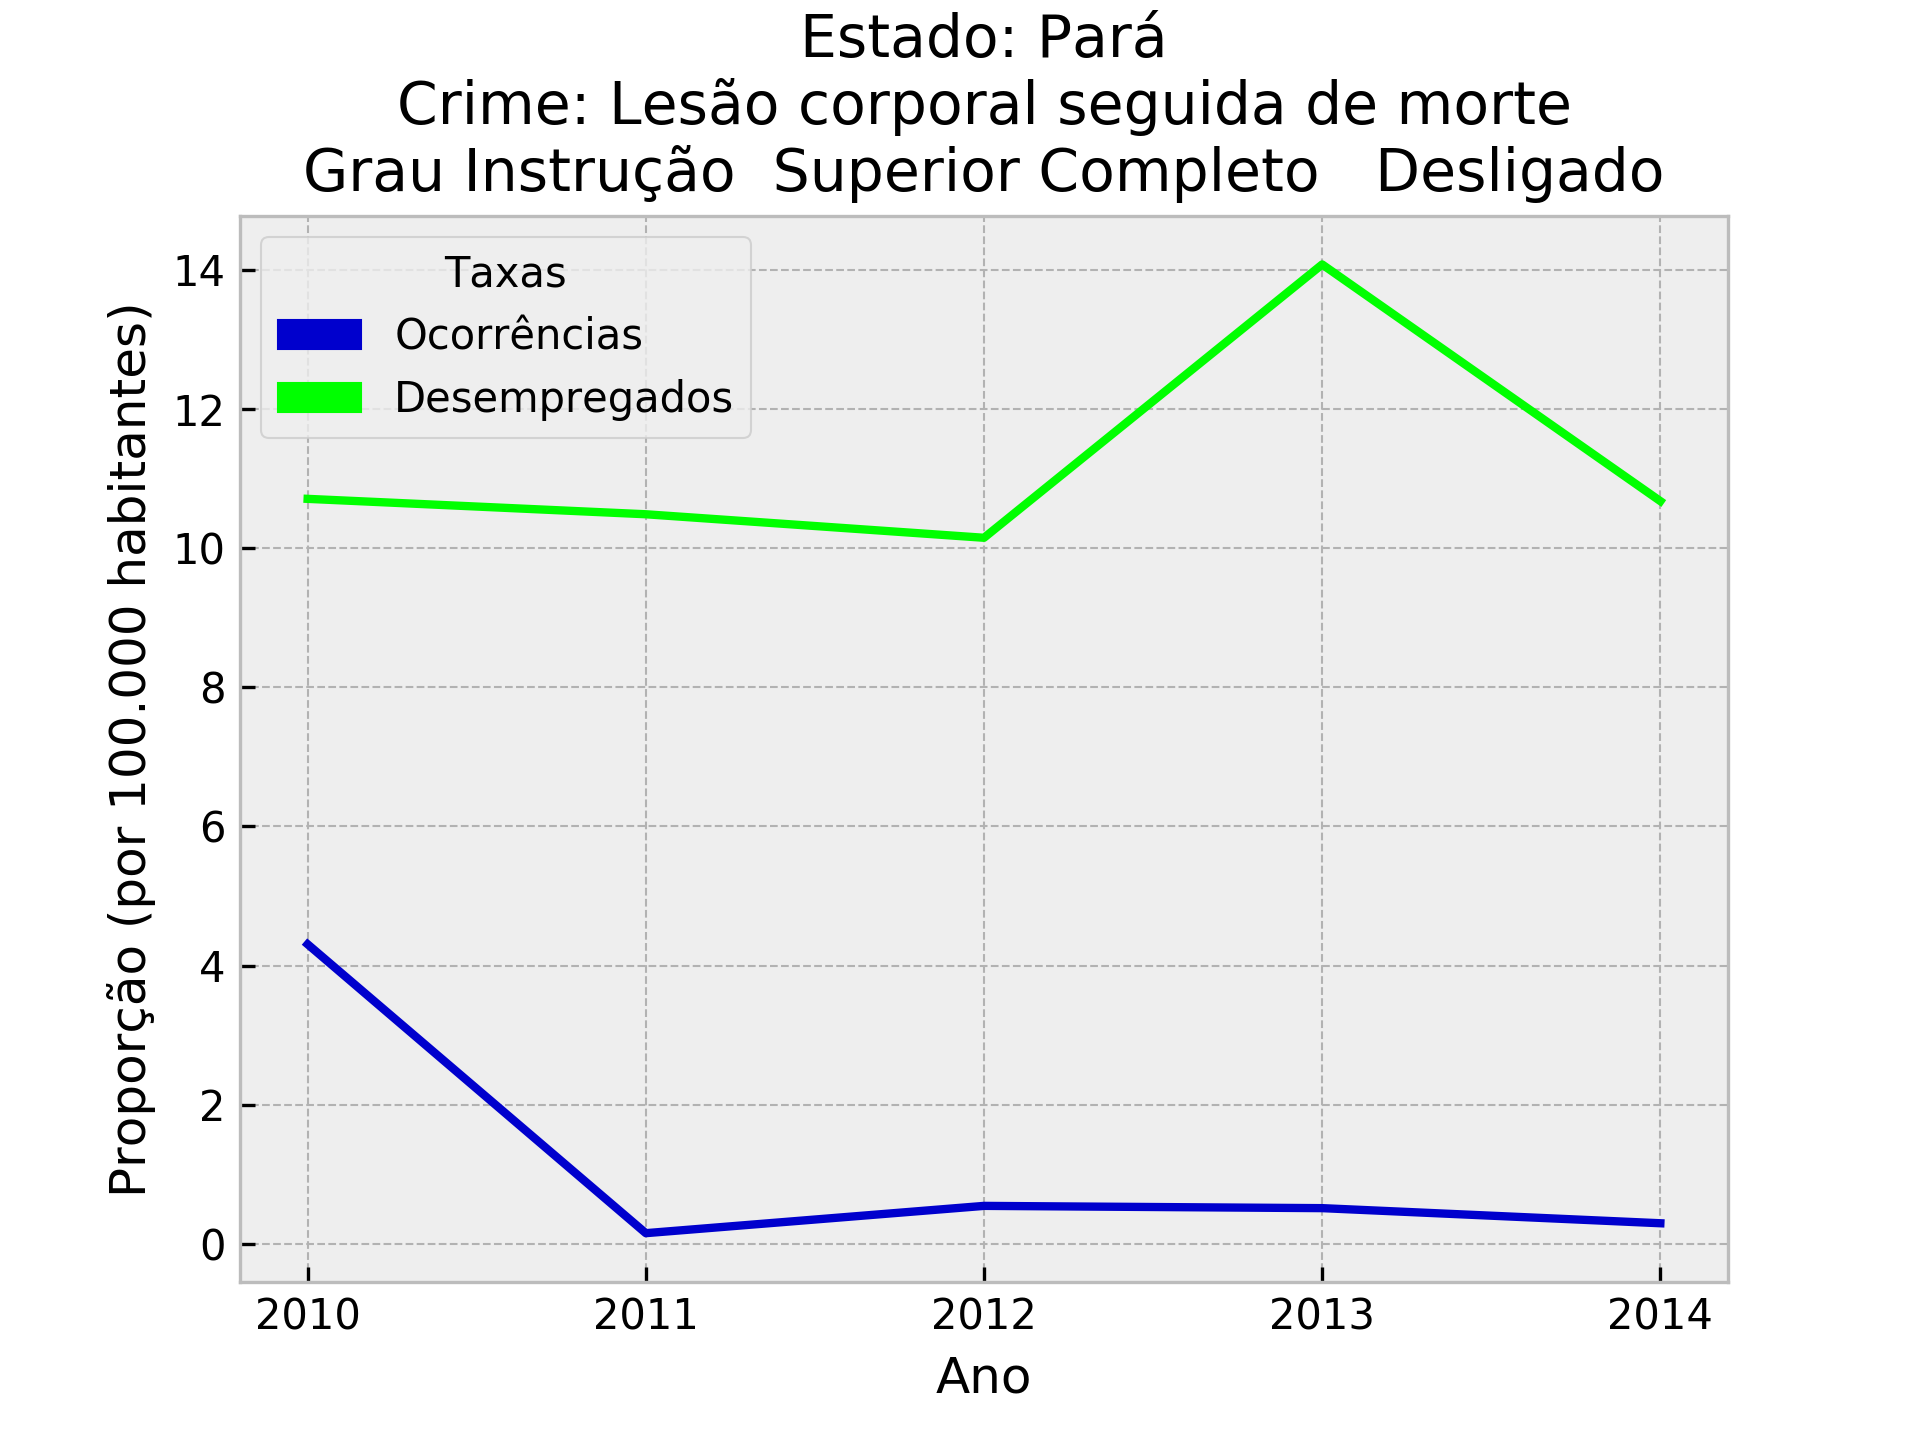 Estado: Pará
Crime: Lesão corporal seguida de morte
Grau Instrução  Superior Completo   Desligado
Taxas
Ocorrências
Desempregados
Proporção (por 100.000 habitantes)
14
12
10
8
6
4
2
0
2010 2011 2012 2013 2014
Ano